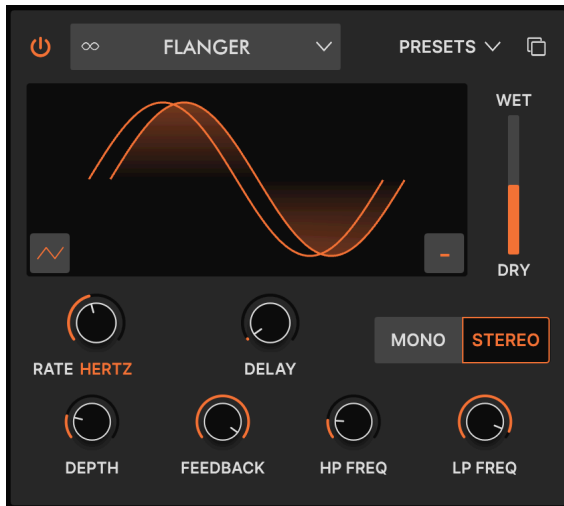 FLANGER
PRESETS
WET
DRY
RATE HERTZ
DELAY
MONO
STEREO
DEPTH
FEEDBACK
HP FREQ
LP FREQ